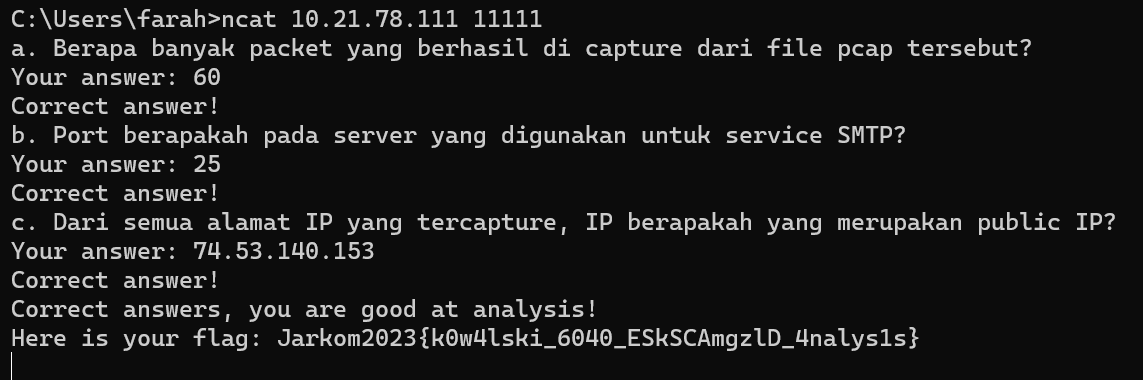 C:\Users\farah>ncat 10.21.78.111 11111
a. Berapa banyak packet yang berhasil di capture dari file pcap tersebut?
Your answer: 60
Correct answer!
b. Port berapakah pada server yang digunakan untuk service SMTP?
Your answer: 25
Correct answer!
c. Dari semua alamat IP yang tercapture, IP berapakah yang merupakan public IP?
Your answer: 74.53.140.153
Correct answer!
Correct answers, you are good at analysis!
Here is your flag: Jarkom2023{k0w4lski_6040_ESkSCAmgzlD_4nalys1s}